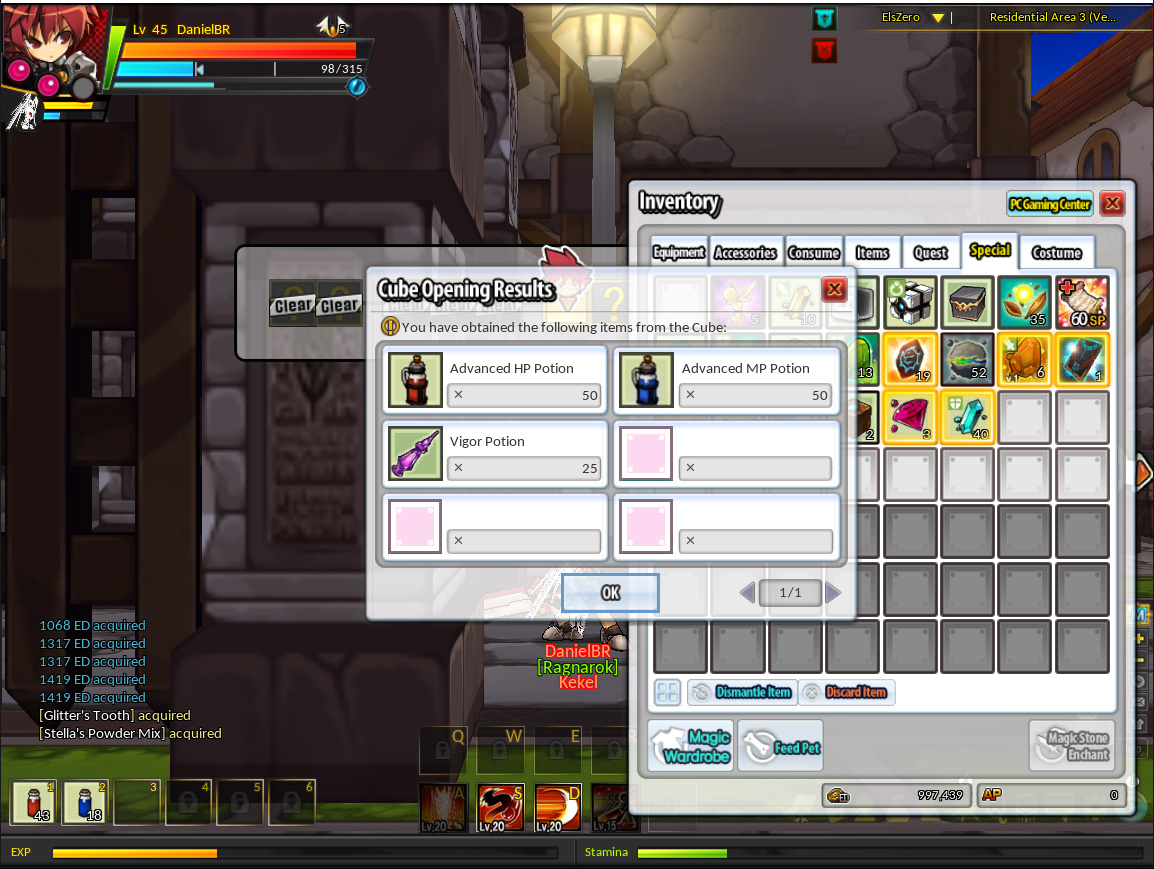 Lv 45 DanielBR
5
98/315
ElsZero
Residential Area 3 (Ve...
Inventory
PC Gaming Center
Equipment
Accessories
Consume
Items
Quest
Special
Costume
Clear
Clear
Cube Opening Results
You have obtained the following items from the Cube:
Advanced HP Potion
× 50
Advanced MP Potion
× 50
Vigor Potion
× 25
×
×
×
OK
1/1
5
10
35
60 SP
13
19
52
6
1
2
3
40
Dismantle Item
Discard Item
Magic Wardrobe
Feed Pet
Magic Stone Enchant
ED
997,439
AP
0
DanielBR
[Ragnarok]
Kekel
1068 ED acquired
1317 ED acquired
1317 ED acquired
1419 ED acquired
1419 ED acquired
[Glitter's Tooth] acquired
[Stella's Powder Mix] acquired
Q
W
E
1
43
2
18
3
4
5
6
A
Lv.20
S
Lv.20
D
Lv.20
Lv.15
EXP
Stamina